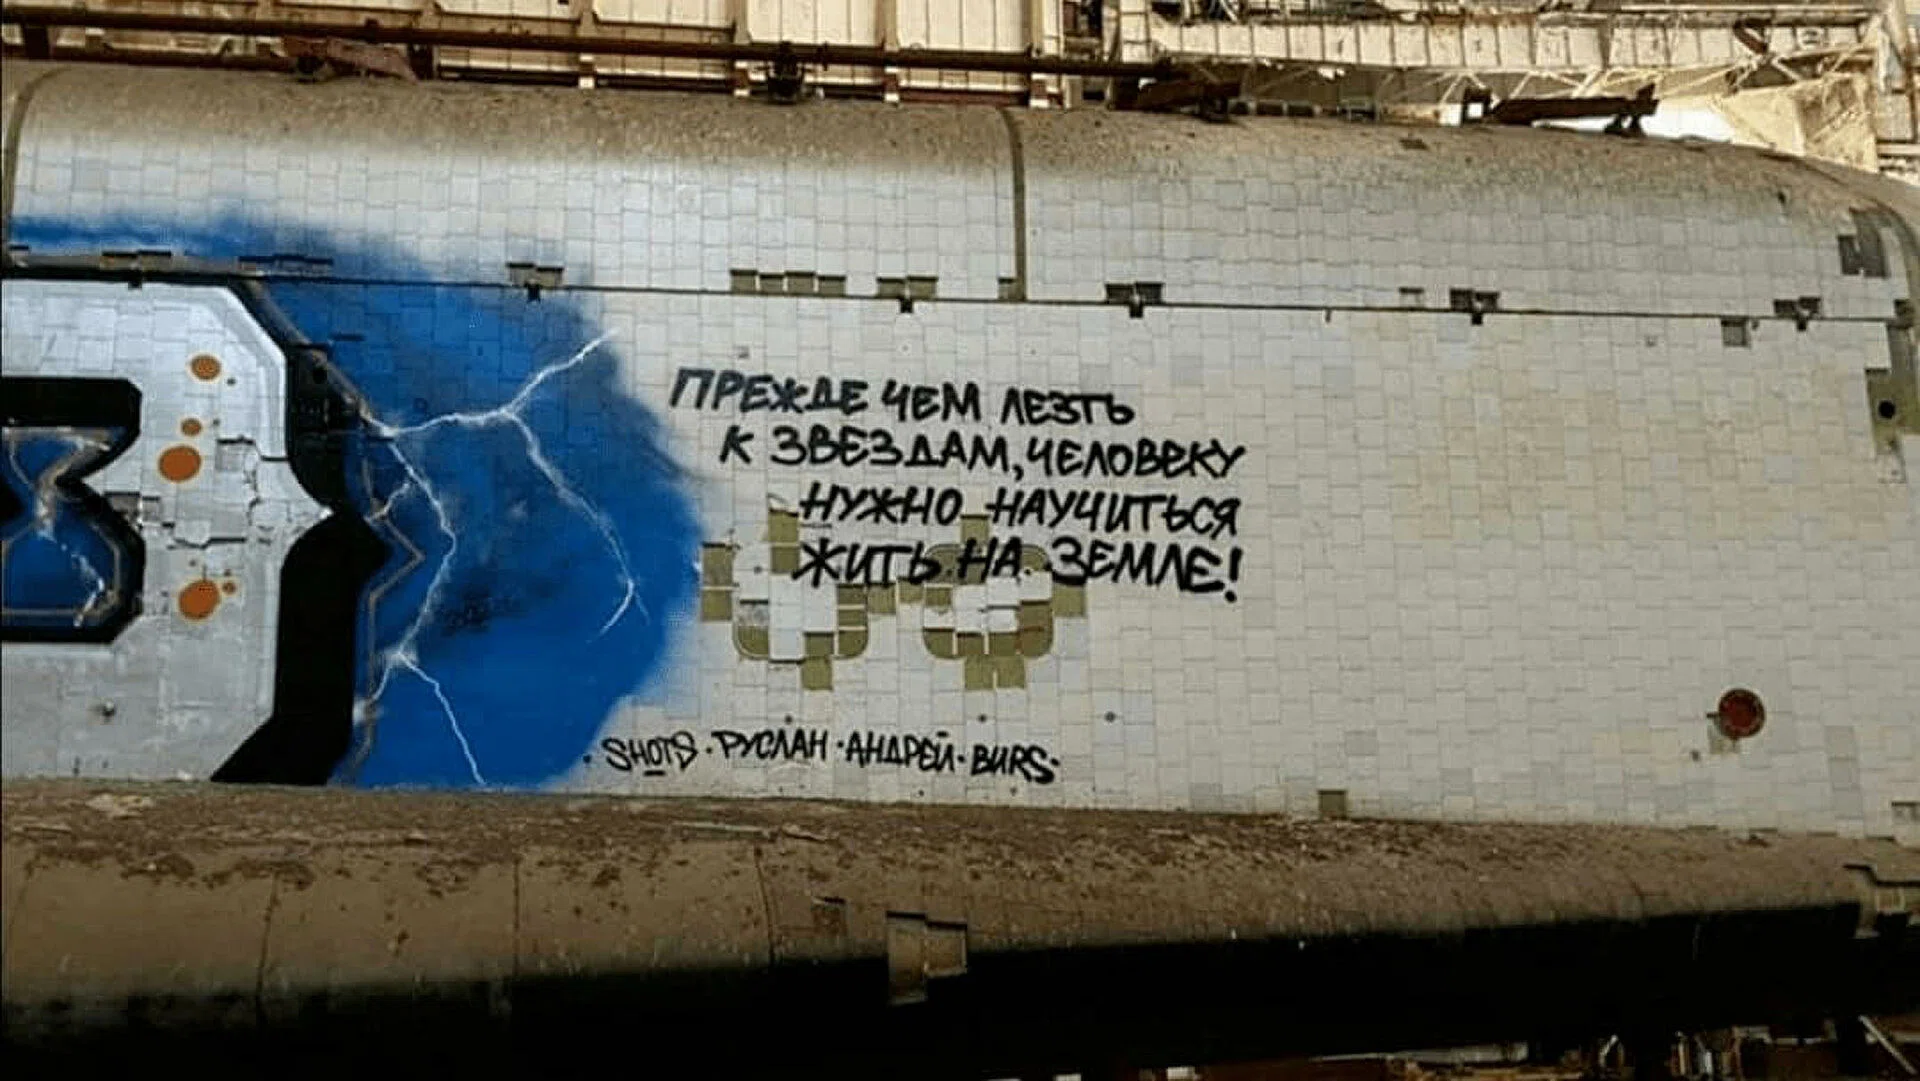 ПРЕЖДЕ ЧЕМ ЛЕЗТЬ
К ЗВЕЗДАМ, ЧЕЛОВЕКУ
НУЖНО НАУЧИТЬСЯ
ЖИТЬ НА ЗЕМЛЕ!
· SHOTS · РУСЛАН · АНДРЕЙ · BURS ·